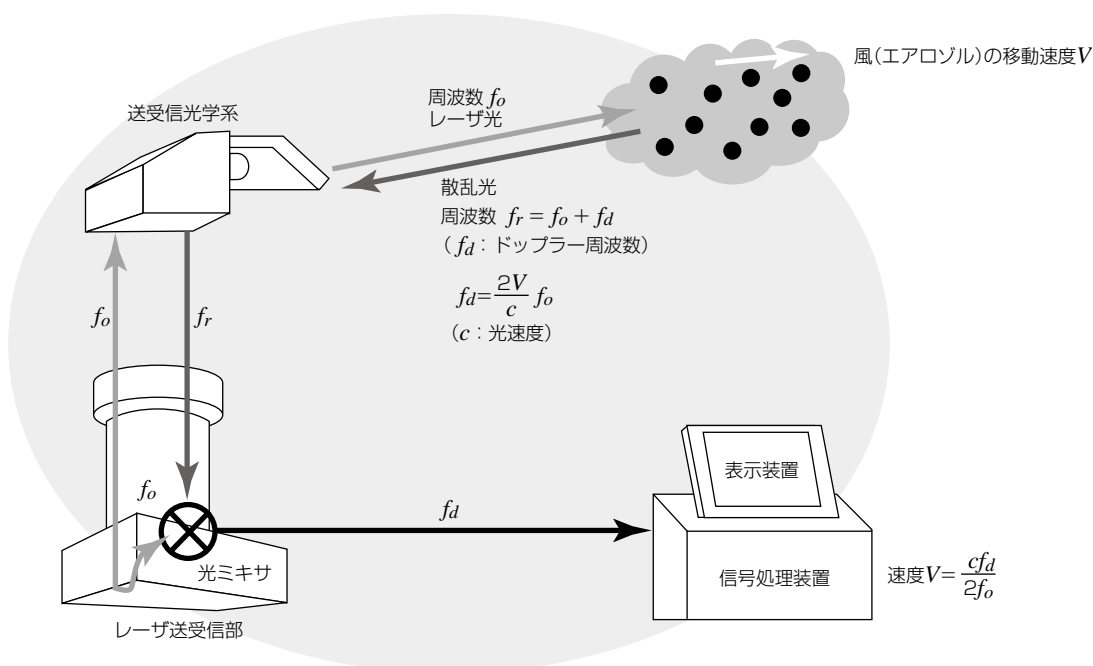 風(エアロゾル)の移動速度V
送受信光学系
周波数 fo
レーザ光
散乱光
周波数 fr = fo + fd
( fd：ドップラー周波数)
fd=2V/c fo
(c：光速度)
fo
fr
fo
fd
光ミキサ
レーザ送受信部
表示装置
信号処理装置
速度V=cfd/2fo